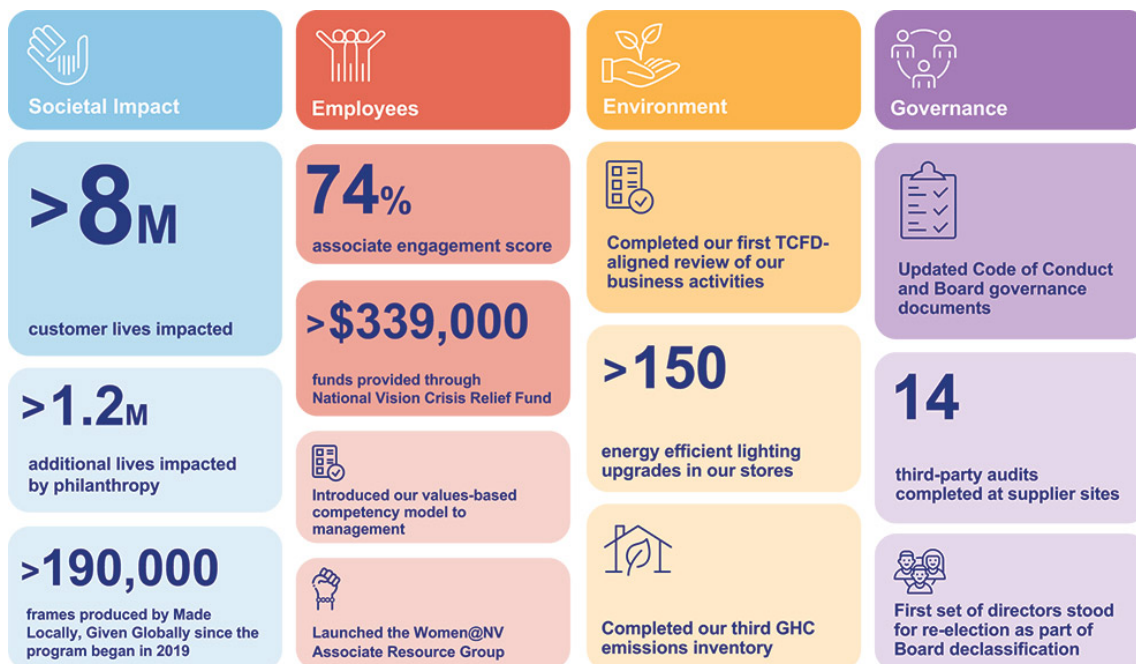 Societal Impact
>8M
customer lives impacted
>1.2M
additional lives impacted
by philanthropy
>190,000
frames produced by Made
Locally, Given Globally since the
program began in 2019
Employees
74%
associate engagement score
>$339,000
funds provided through
National Vision Crisis Relief Fund
Introduced our values-based
competency model to
management
Launched the Women@NV
Associate Resource Group
Environment
Completed our first TCFD-
aligned review of our
business activities
>150
energy efficient lighting
upgrades in our stores
Completed our third GHC
emissions inventory
Governance
Updated Code of Conduct
and Board governance
documents
14
third-party audits
completed at supplier sites
First set of directors stood
for re-election as part of
Board declassification